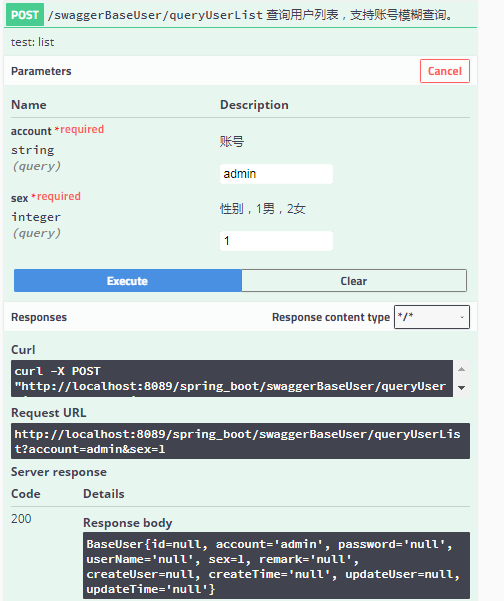 POST /swaggerBaseUser/queryUserList 查询用户列表，支持账号模糊查询。
test: list
Parameters Cancel
Name Description
account *required 账号
string
(query) admin
sex *required 性别，1男，2女
integer
(query) 1
Execute Clear
Responses Response content type */*
Curl
curl -X POST
"http://localhost:8089/spring_boot/swaggerBaseUser/queryUser
Request URL
http://localhost:8089/spring_boot/swaggerBaseUser/queryUserLis
t?account=admin&sex=1
Server response
Code Details
200 Response body
BaseUser{id=null, account='admin', password='null',
userName='null', sex=1, remark='null',
createUser=null, createTime='null', updateUser=null,
updateTime='null'}